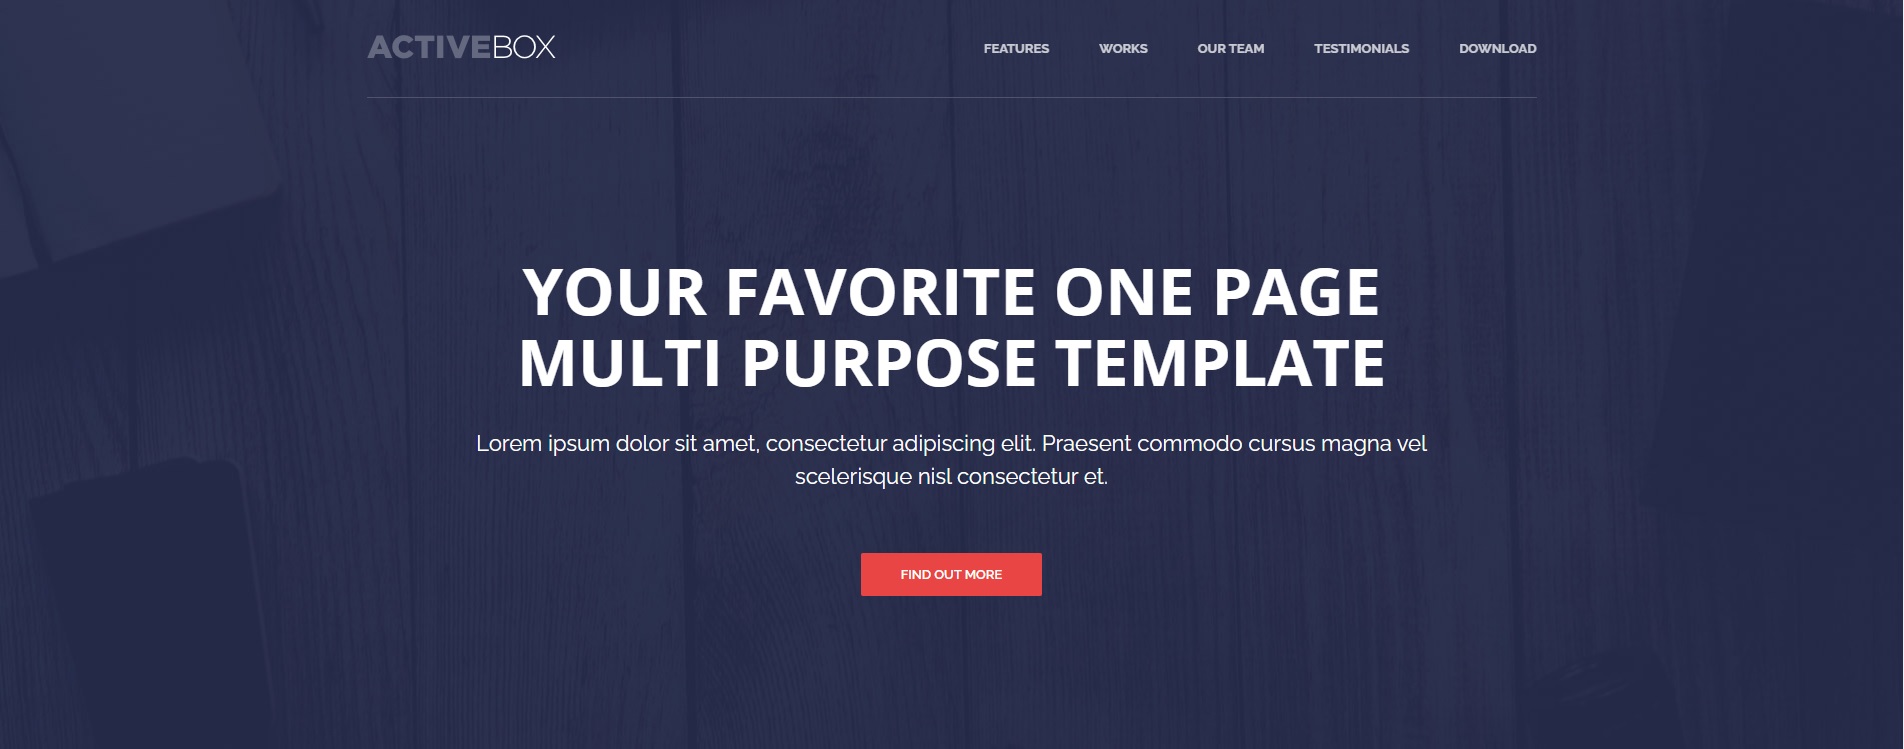 ACTIVEBOX
FEATURES WORKS OUR TEAM TESTIMONIALS DOWNLOAD
YOUR FAVORITE ONE PAGE
MULTI PURPOSE TEMPLATE
Lorem ipsum dolor sit amet, consectetur adipiscing elit. Praesent commodo cursus magna vel
scelerisque nisl consectetur et.
FIND OUT MORE